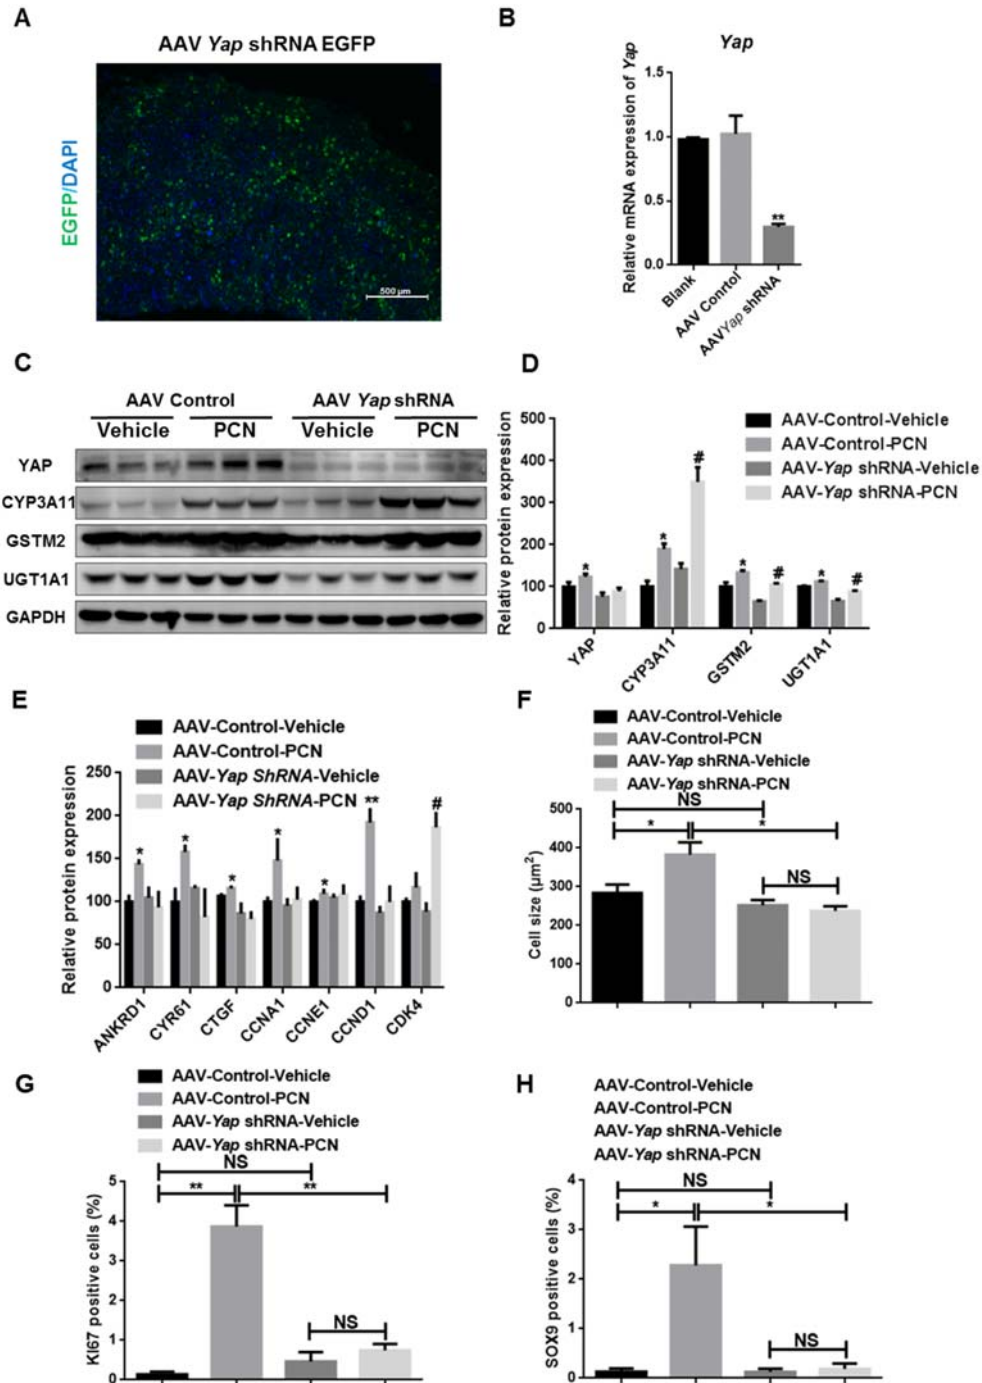 A
AAV Yap shRNA EGFP
EGFP/DAPI
500 μm
B
Yap
Relative mRNA expression of Yap
1.5
1.0
0.5
0.0
**
Blank
AAV Conrtol
AAVYap shRNA
C
AAV Control
AAV Yap shRNA
Vehicle
PCN
Vehicle
PCN
YAP
CYP3A11
GSTM2
UGT1A1
GAPDH
D
Relative protein expression
500
400
300
200
100
0
AAV-Control-Vehicle
AAV-Control-PCN
AAV-Yap shRNA-Vehicle
AAV-Yap shRNA-PCN
*
*
#
*
#
*
#
YAP
CYP3A11
GSTM2
UGT1A1
E
AAV-Control-Vehicle
AAV-Control-PCN
AAV-Yap ShRNA-Vehicle
AAV-Yap ShRNA-PCN
Relative protein expression
250
200
150
100
50
0
*
*
*
*
*
**
#
ANKRD1
CYR61
CTGF
CCNA1
CCNE1
CCND1
CDK4
F
AAV-Control-Vehicle
AAV-Control-PCN
AAV-Yap shRNA-Vehicle
AAV-Yap shRNA-PCN
Cell size (μm²)
500
400
300
200
100
0
NS
*
*
NS
G
AAV-Control-Vehicle
AAV-Control-PCN
AAV-Yap shRNA-Vehicle
AAV-Yap shRNA-PCN
KI67 positive cells (%)
5
4
3
2
1
0
NS
**
**
NS
H
AAV-Control-Vehicle
AAV-Control-PCN
AAV-Yap shRNA-Vehicle
AAV-Yap shRNA-PCN
SOX9 positive cells (%)
4
3
2
1
0
NS
*
*
NS